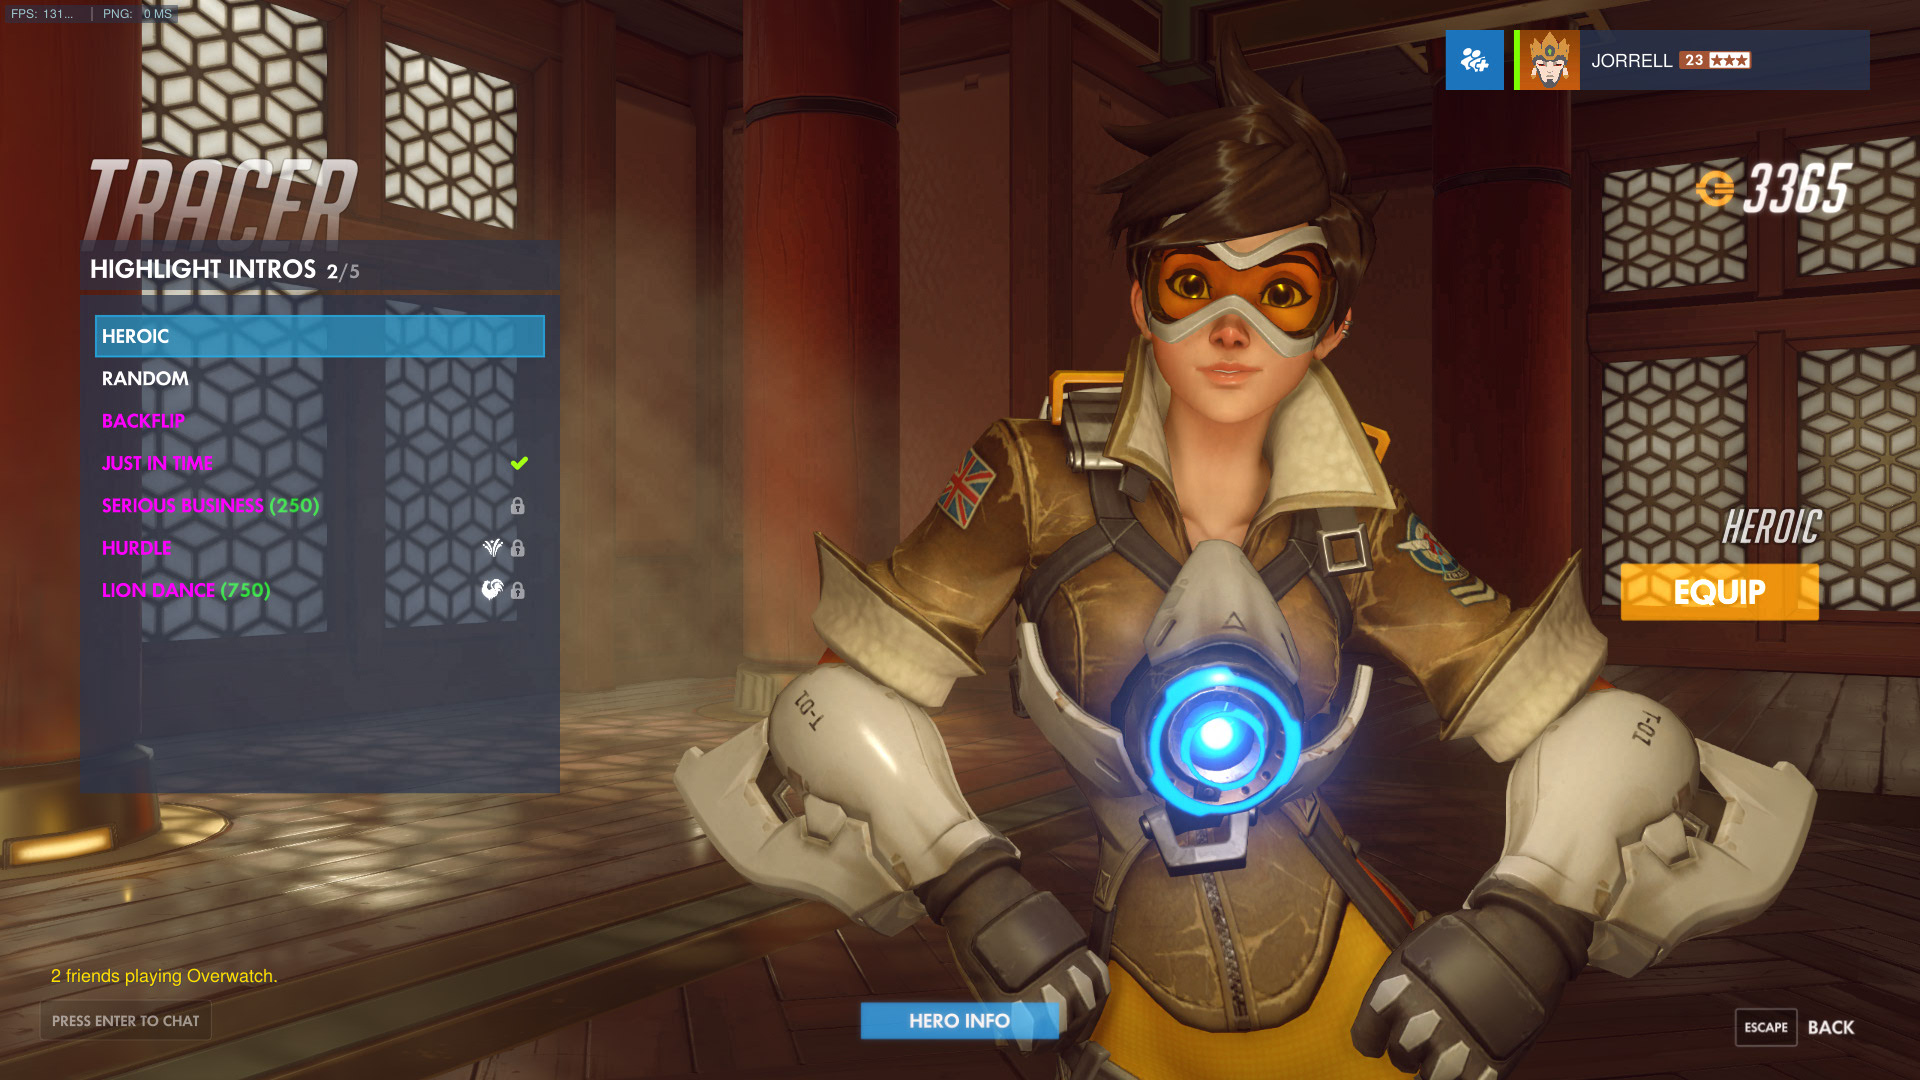 FPS: 131... | PNG: 0 MS
JORRELL 23
TRACER
3365
HIGHLIGHT INTROS 2/5
HEROIC
RANDOM
BACKFLIP
JUST IN TIME
SERIOUS BUSINESS (250)
HURDLE
LION DANCE (750)
HEROIC
EQUIP
T-01
T-01
2 friends playing Overwatch.
PRESS ENTER TO CHAT
HERO INFO
ESCAPE BACK